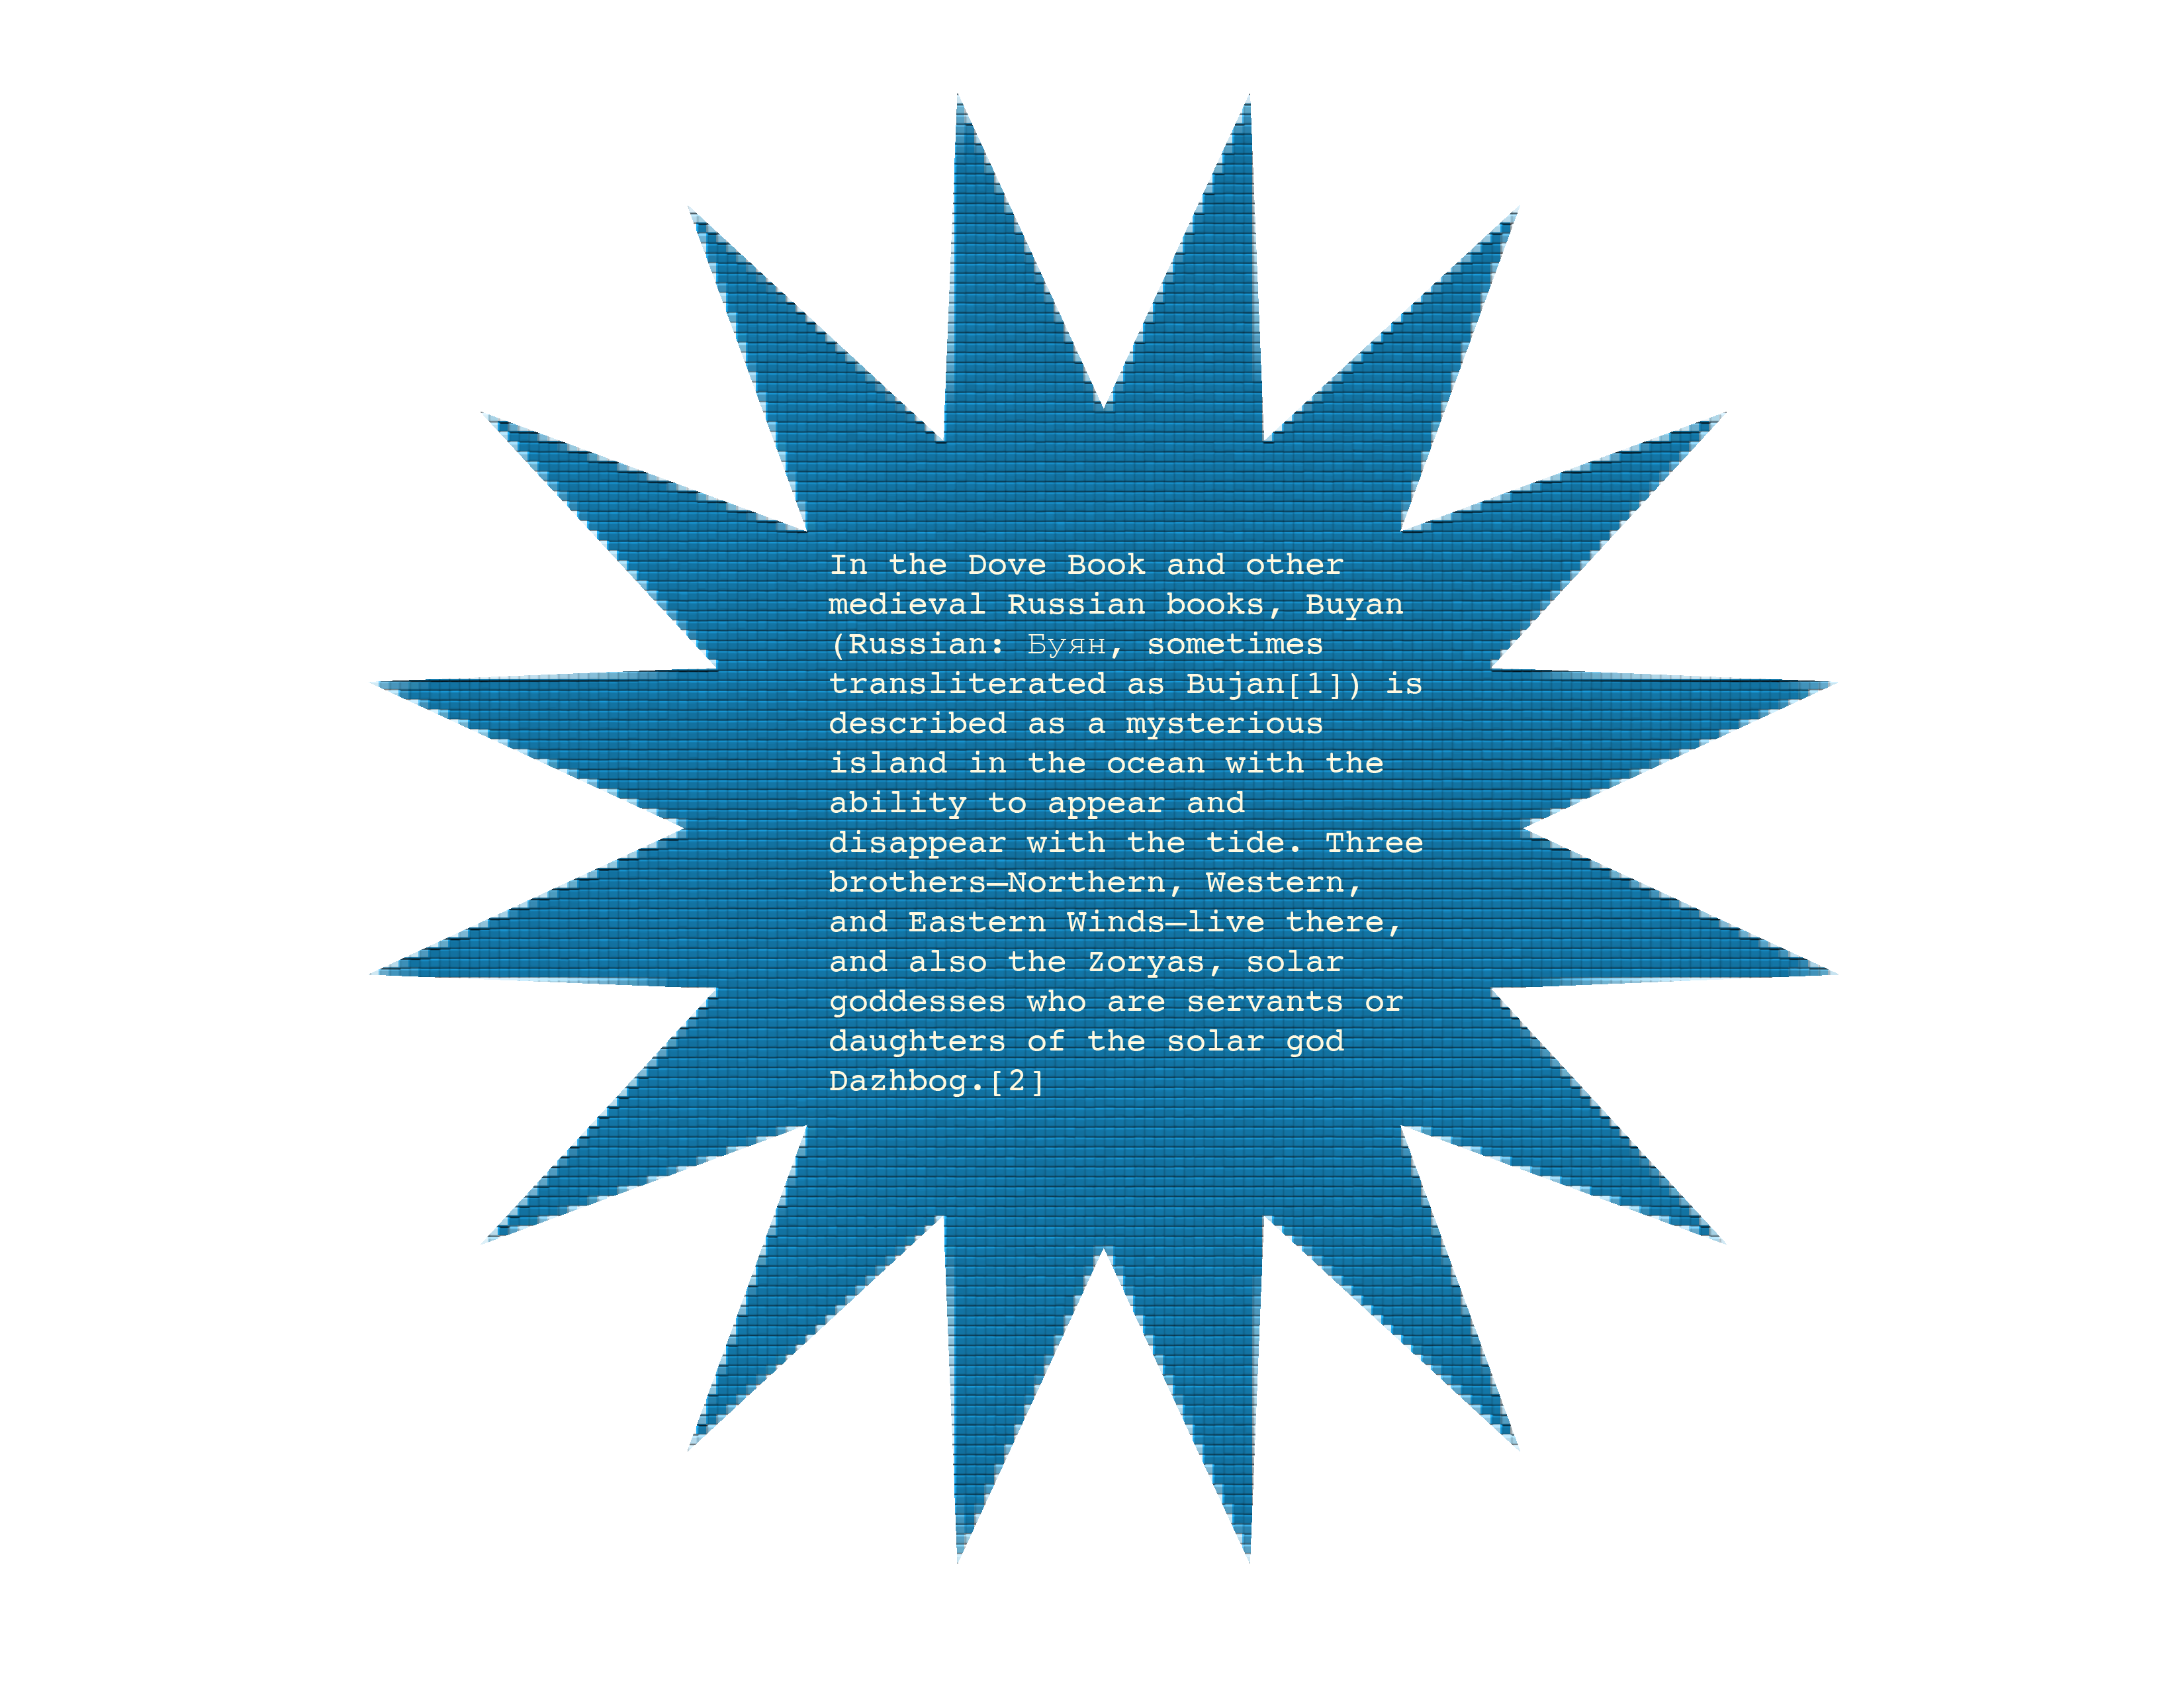 In the Dove Book and other
medieval Russian books, Buyan
(Russian: Буян, sometimes
transliterated as Bujan[1]) is
described as a mysterious
island in the ocean with the
ability to appear and
disappear with the tide. Three
brothers—Northern, Western,
and Eastern Winds—live there,
and also the Zoryas, solar
goddesses who are servants or
daughters of the solar god
Dazhbog.[2]